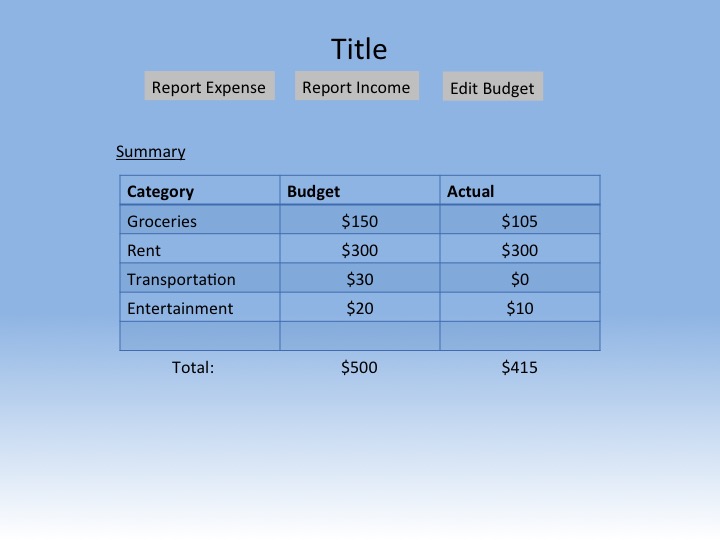 Title
Report Expense Report Income Edit Budget
Summary
Category Budget Actual
Groceries $150 $105
Rent $300 $300
Transportation $30 $0
Entertainment $20 $10
Total: $500 $415